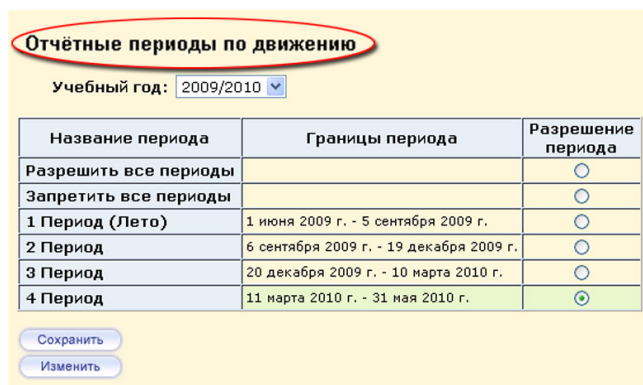 Отчётные периоды по движению
Учебный год: 2009/2010
Название периода Границы периода Разрешение периода
Разрешить все периоды
Запретить все периоды
1 Период (Лето) 1 июня 2009 г. - 5 сентября 2009 г.
2 Период 6 сентября 2009 г. - 19 декабря 2009 г.
3 Период 20 декабря 2009 г. - 10 марта 2010 г.
4 Период 11 марта 2010 г. - 31 мая 2010 г.
Сохранить
Изменить